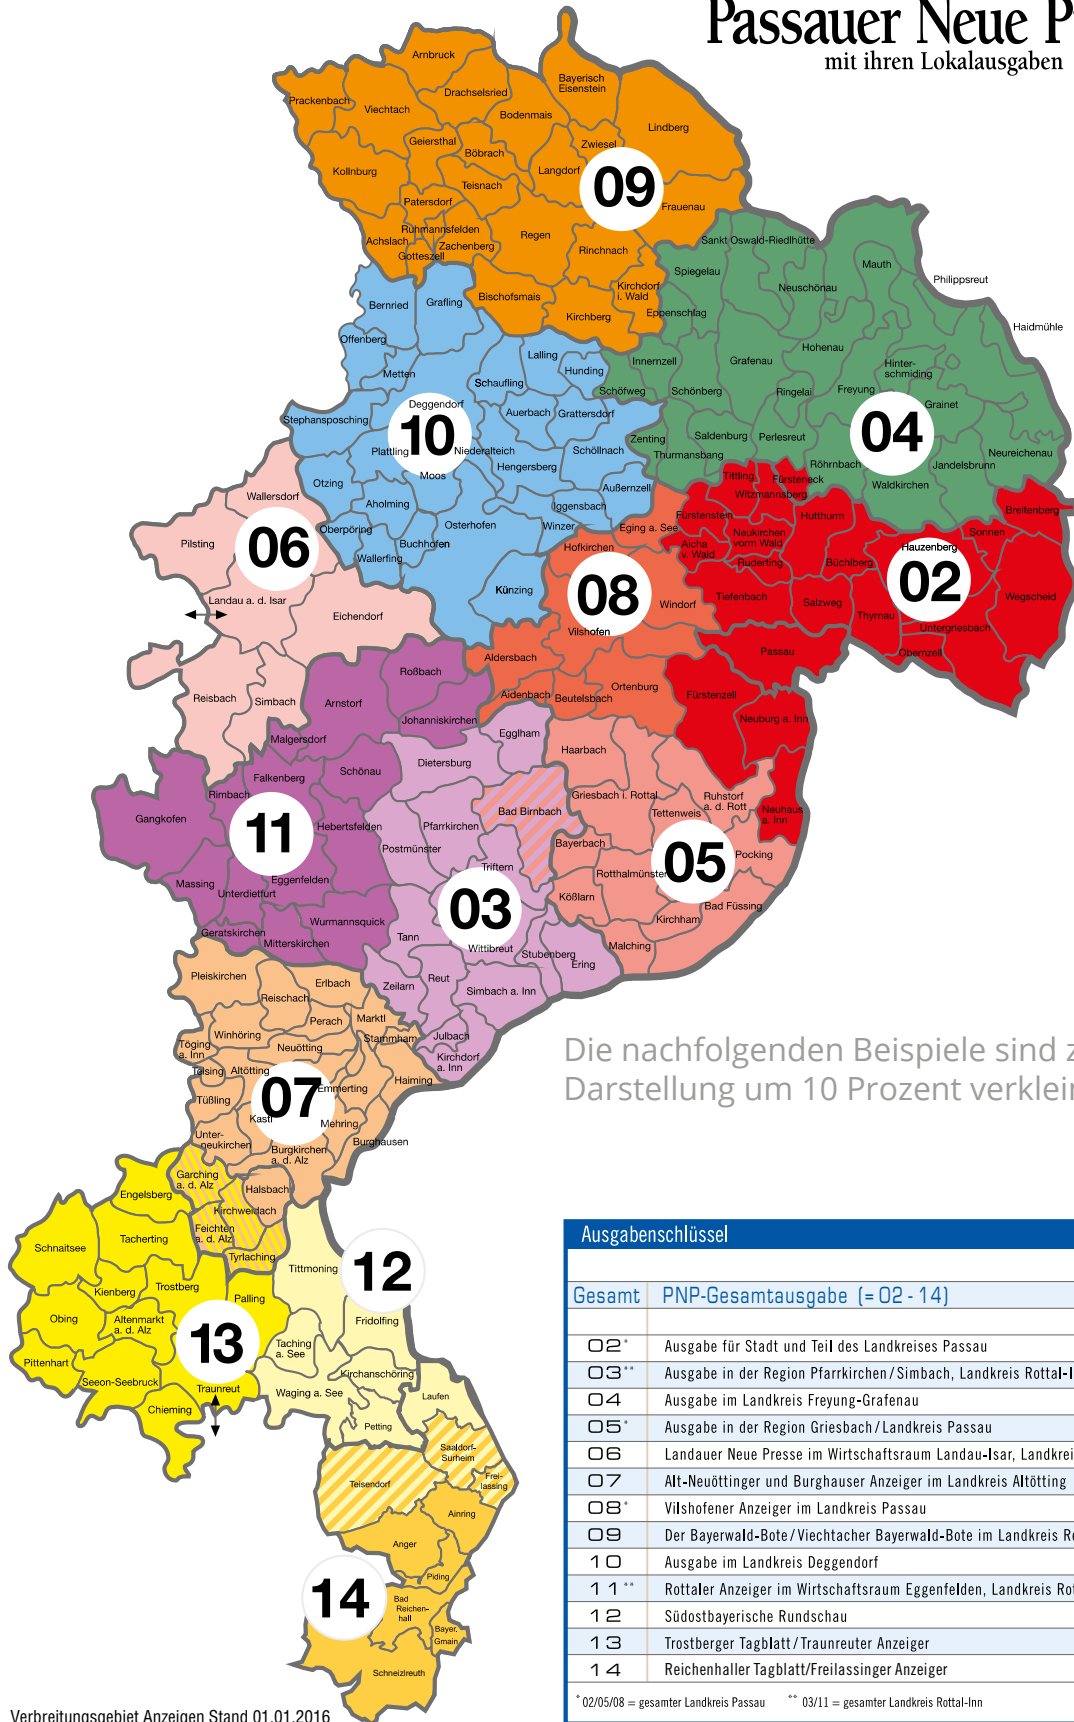 Passauer Neue P
mit ihren Lokalausgaben
Arnbruck
Bayerisch
Eisenstein
Prackenbach
Viechtach
Drachselsried
Bodenmais
Lindberg
Geiersthal
Böbrach
Zwiesel
Kollnburg
Langdorf
Teisnach
09
Patersdorf
Frauenau
Ruhmannsfelden
Achslach
Zachenberg
Gotteszell
Regen
Rinchnach
Bischofsmais
Kirchdorf
i. Wald
Kirchberg
Sankt Oswald-Riedlhütte
Spiegelau
Mauth
Philippsreut
Neuschönau
Eppenschlag
Haidmühle
Hohenau
Innernzell
Grafenau
Hinter-
schmiding
Schöfweg
Schönberg
Ringelai
Freyung
Grainet
04
Zenting
Saldenburg
Perlesreut
Thurmansbang
Röhrnbach
Jandelsbrunn
Neureichenau
Waldkirchen
Bernried
Grafling
Offenberg
Lalling
Hunding
Metten
Schaufling
Deggendorf
Auerbach
Grattersdorf
Stephansposching
10
Plattling
Niederalteich
Schöllnach
Moos
Hengersberg
Otzing
Außernzell
Aholming
Iggensbach
Oberpöring
Osterhofen
Winzer
Buchhofen
Wallerfing
Künzing
Wallersdorf
Pilsting
06
Landau a. d. Isar
Eichendorf
Reisbach
Simbach
Tittling
Fürsteneck
Witzmannsberg
Fürstenstein
Hutthurm
Breitenberg
Neukirchen
vorm Wald
Sonnen
Aicha
v. Wald
Hauzenberg
Ruderting
Büchlberg
02
Tiefenbach
Salzweg
Wegscheid
Thyrnau
Untergriesbach
Obernzell
Passau
Fürstenzell
Neuburg a. Inn
Neuhaus
a. Inn
Eging a. See
Hofkirchen
08
Windorf
Vilshofen
Aldersbach
Aidenbach
Beutelsbach
Ortenburg
Roßbach
Arnstorf
Johanniskirchen
Malgersdorf
Schönau
Falkenberg
Rimbach
Gangkofen
11
Hebertsfelden
Massing
Eggenfelden
Unterdietfurt
Wurmannsquick
Geratskirchen
Mitterskirchen
Egglham
Dietersburg
Bad Birnbach
Pfarrkirchen
Postmünster
Triftern
03
Tann
Wittibreut
Stubenberg
Ering
Zeilarn
Reut
Simbach a. Inn
Julbach
Kirchdorf
a. Inn
Haarbach
Griesbach i. Rottal
Ruhstorf
a. d. Rott
Tettenweis
Bayerbach
05
Pocking
Rotthalmünster
Kößlarn
Bad Füssing
Kirchham
Malching
Pleiskirchen
Erlbach
Reischach
Perach
Marktl
Winhöring
Stammham
Töging
a. Inn
Neuötting
Teising
Altötting
07
Emmerting
Haiming
Tüßling
Kastl
Mehring
Unter-
neukirchen
Burghausen
Burgkirchen
a. d. Alz
Garching
a. d. Alz
Halsbach
Kirchweidach
Feichten
a. d. Alz
Tyrlaching
Engelsberg
Schnaitsee
Tacherting
Kienberg
Trostberg
Palling
Obing
Altenmarkt
a. d. Alz
13
Pittenhart
Seeon-Seebruck
Traunreut
Chieming
Tittmoning
12
Fridolfing
Taching
a. See
Kirchanschöring
Waging a. See
Laufen
Petting
Saaldorf-
Surheim
Teisendorf
Frei-
lassing
Ainring
Anger
Piding
14
Bad
Reichen-
hall
Bayer.
Gmain
Schneizlreuth
Die nachfolgenden Beispiele sind z
Darstellung um 10 Prozent verklein
Ausgabenschlüssel
Gesamt PNP-Gesamtausgabe (= 02 - 14)
02* Ausgabe für Stadt und Teil des Landkreises Passau
03** Ausgabe in der Region Pfarrkirchen/Simbach, Landkreis Rottal-I
04 Ausgabe im Landkreis Freyung-Grafenau
05* Ausgabe in der Region Griesbach/Landkreis Passau
06 Landauer Neue Presse im Wirtschaftsraum Landau-Isar, Landkrei
07 Alt-Neuöttinger und Burghauser Anzeiger im Landkreis Altötting
08* Vilshofener Anzeiger im Landkreis Passau
09 Der Bayerwald-Bote/Viechtacher Bayerwald-Bote im Landkreis Re
10 Ausgabe im Landkreis Deggendorf
11** Rottaler Anzeiger im Wirtschaftsraum Eggenfelden, Landkreis Rot
12 Südostbayerische Rundschau
13 Trostberger Tagblatt/Traunreuter Anzeiger
14 Reichenhaller Tagblatt/Freilassinger Anzeiger
* 02/05/08 = gesamter Landkreis Passau ** 03/11 = gesamter Landkreis Rottal-Inn
Verbreitungsgebiet Anzeigen Stand 01.01.2016